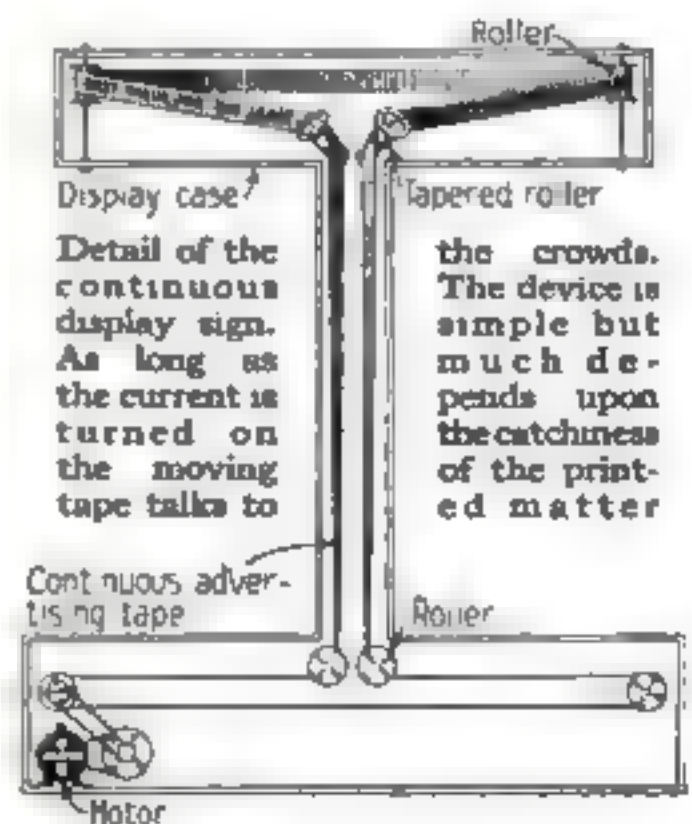 Roller
Display case
Tapered roller
Detail of the
continuous
display sign.
As long as
the current is
turned on
the moving
tape talks to
the crowds.
The device is
simple but
much de-
pends upon
the catchiness
of the print-
ed matter
Continuous adver-
tising tape
Roller
Motor